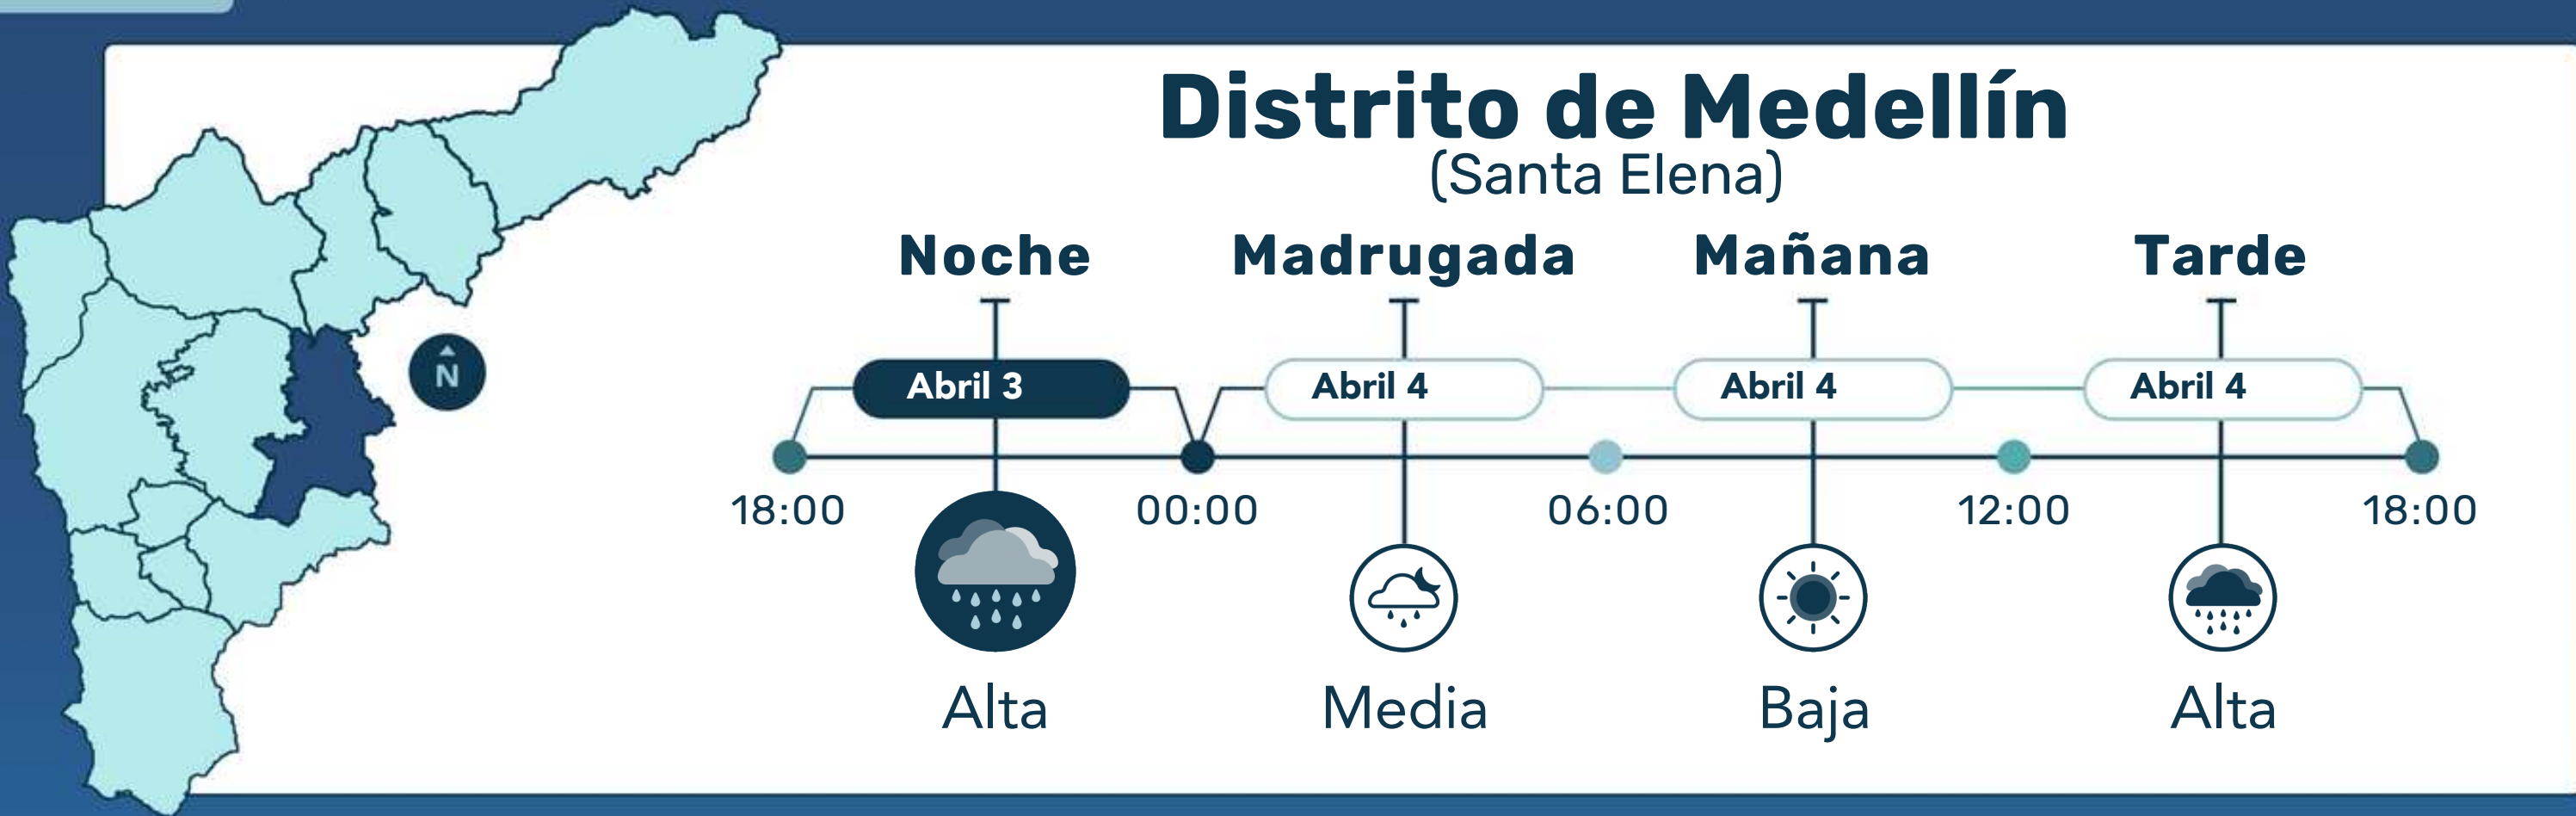 Distrito de Medellín
(Santa Elena)
Noche Madrugada Mañana Tarde
N
Abril 3 Abril 4 Abril 4 Abril 4
18:00 00:00 06:00 12:00 18:00
Alta Media Baja Alta